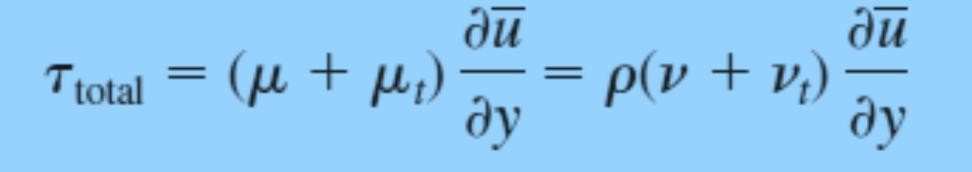 τ_total = (μ + μ_t) ∂u̅/∂y = ρ(ν + ν_t) ∂u̅/∂y